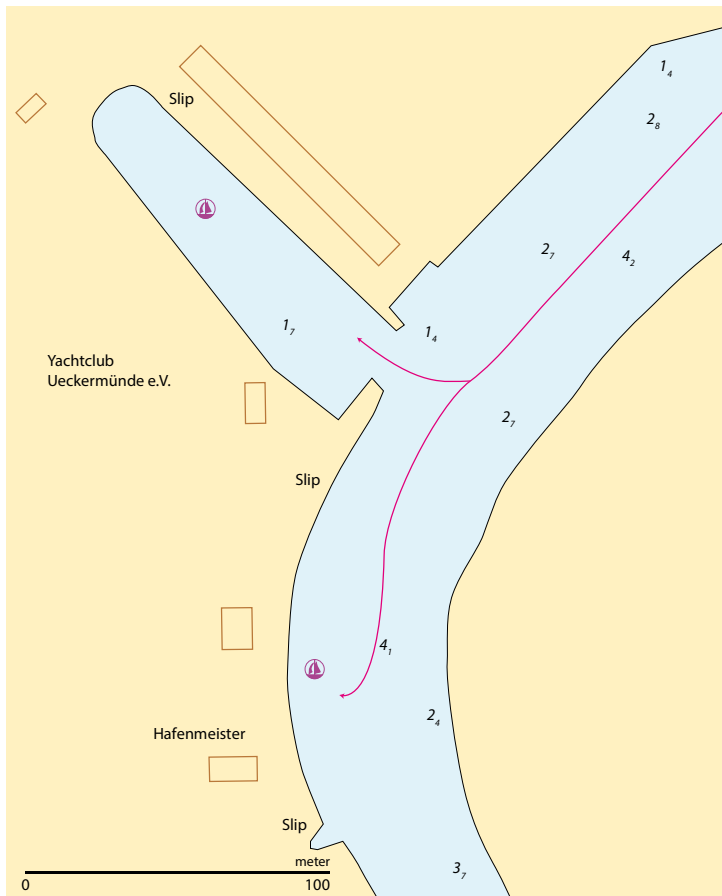 1₄
Slip
2₈
2₇
4₂
1₇
1₄
Yachtclub
Ueckermünde e.V.
2₇
Slip
4₁
2₄
Hafenmeister
Slip
meter
0 100
3₇